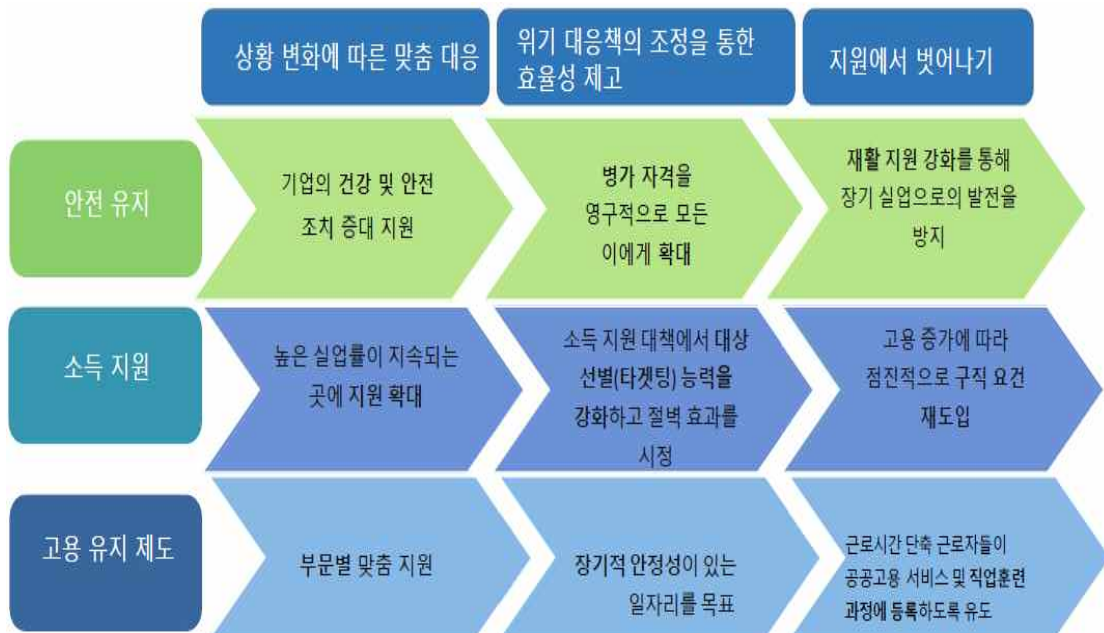 상황 변화에 따른 맞춤 대응
위기 대응책의 조정을 통한
효율성 제고
지원에서 벗어나기
안전 유지
기업의 건강 및 안전
조치 증대 지원
병가 자격을
영구적으로 모든
이에게 확대
재활 지원 강화를 통해
장기 실업으로의 발전을
방지
소득 지원
높은 실업률이 지속되는
곳에 지원 확대
소득 지원 대책에서 대상
선별(타겟팅) 능력을
강화하고 절벽 효과를
시정
고용 증가에 따라
점진적으로 구직 요건
재도입
고용 유지 제도
부문별 맞춤 지원
장기적 안정성이 있는
일자리를 목표
근로시간 단축 근로자들이
공공고용 서비스 및 직업훈련
과정에 등록하도록 유도